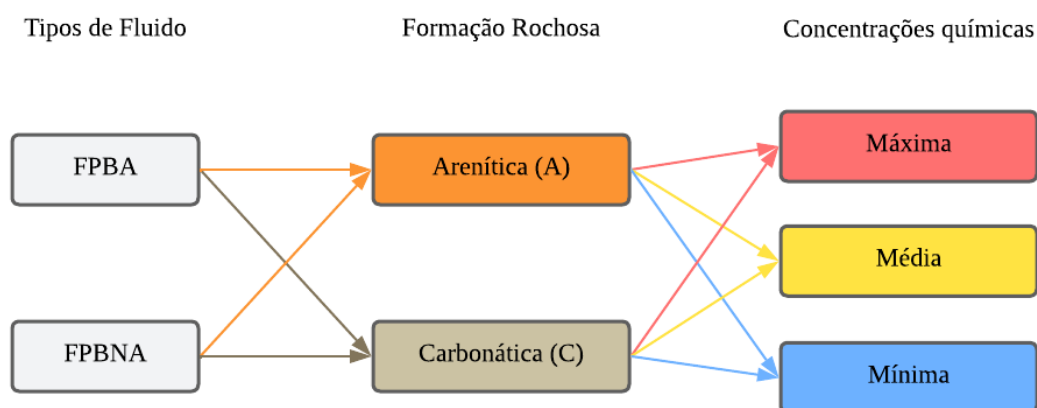 Tipos de Fluido
Formação Rochosa
Concentrações químicas
FPBA
Arenítica (A)
Máxima
Média
FPBNA
Carbonática (C)
Mínima